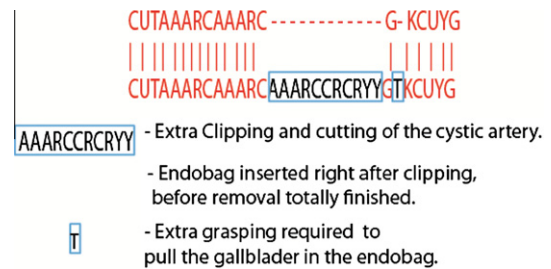 CUTAAARCAAARC------------G-KCUYG
|||| ||||||||| ||| | |||||
CUTAAARCAAARCAAARCCRCRYYGTKCUYG
AAARCCRCRYY - Extra Clipping and cutting of the cystic artery.
- Endobag inserted right after clipping,
before removal totally finished.
T - Extra grasping required to
pull the gallblader in the endobag.